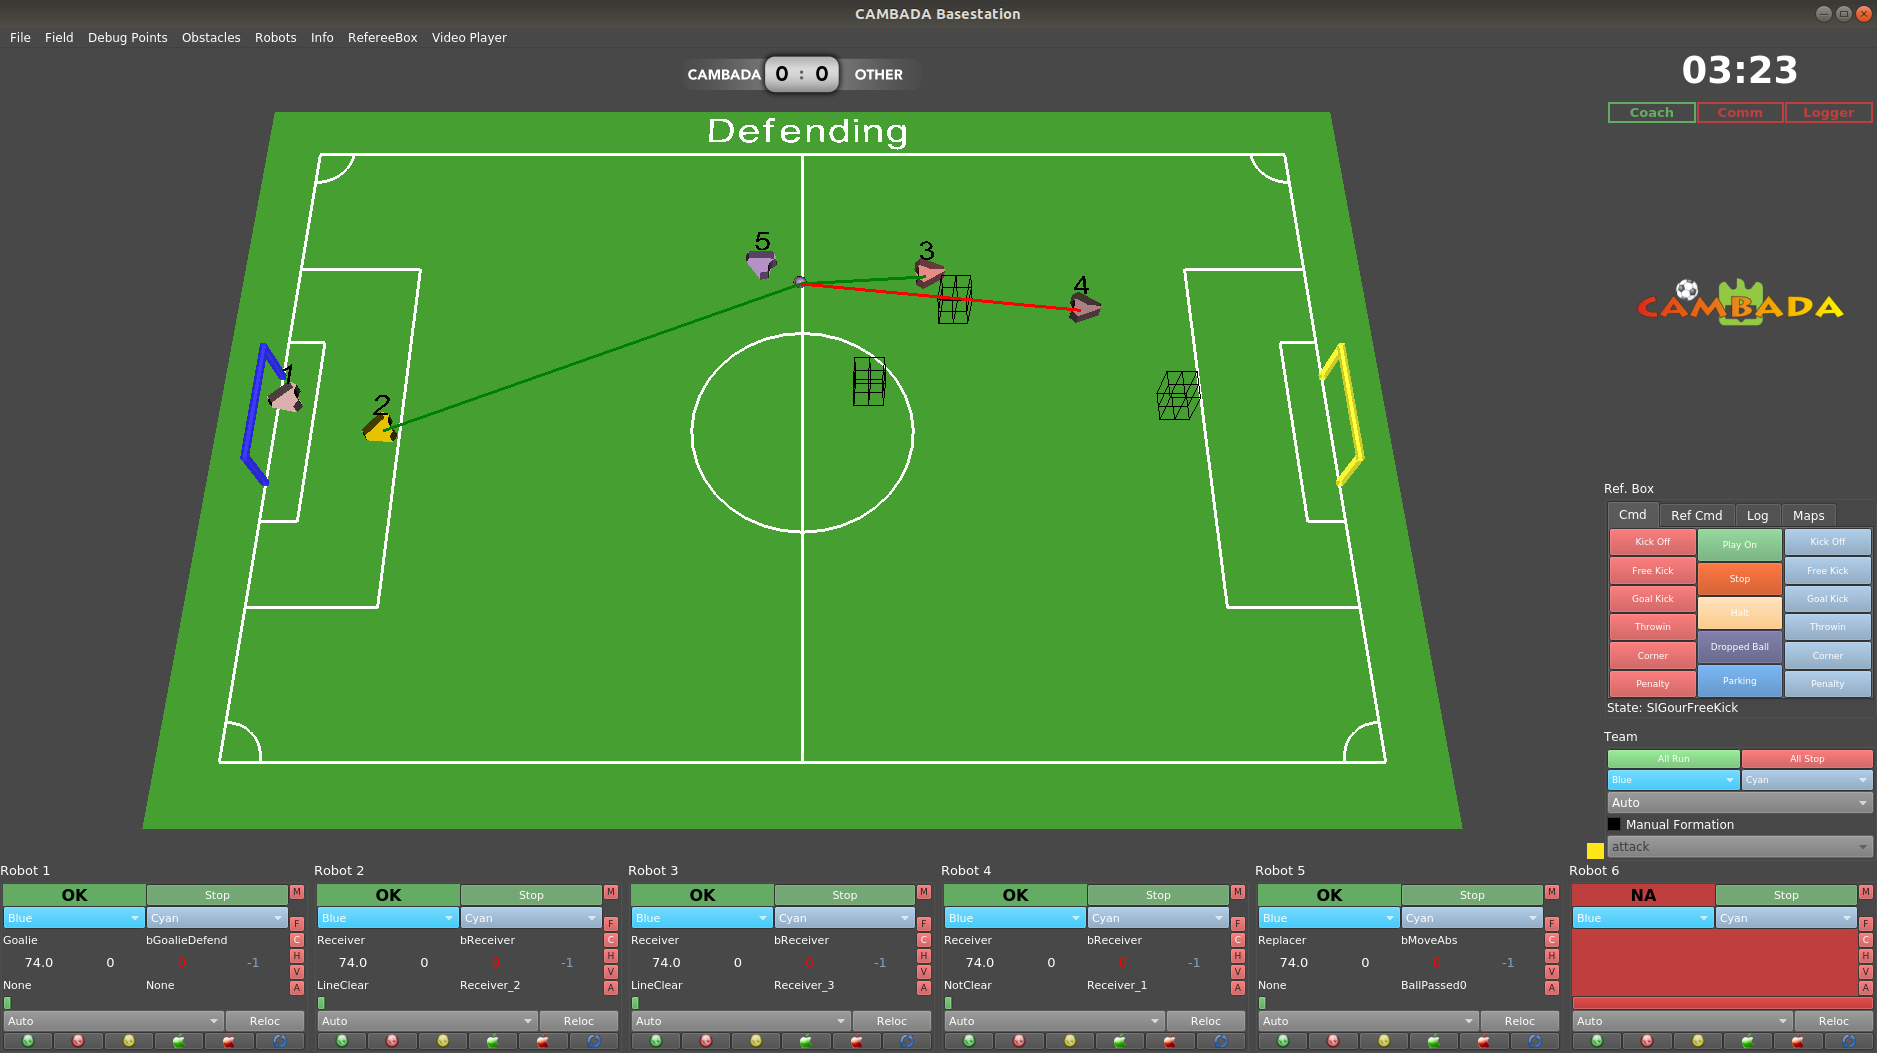 CAMBADA Basestation
File Field Debug Points Obstacles Robots Info RefereeBox Video Player
CAMBADA 0 : 0 OTHER
03:23
Coach Comm Logger
Defending
5
3
4
1
2
CAMBADA
Ref. Box
Cmd Ref Cmd Log Maps
Kick Off Play On Kick Off
Free Kick Stop Free Kick
Goal Kick Halt Goal Kick
Throwin Dropped Ball Throwin
Corner Parking Corner
Penalty Penalty
State: SIGourFreeKick
Team
All Run All Stop
Blue Cyan
Auto
Manual Formation
attack
Robot 1
OK Stop M
Blue Cyan F
Goalie bGoalieDefend C
74.0 0 0 -1 H
V
None None A
Auto Reloc
Robot 2
OK Stop M
Blue Cyan F
Receiver bReceiver C
74.0 0 0 -1 H
V
LineClear Receiver_2 A
Auto Reloc
Robot 3
OK Stop M
Blue Cyan F
Receiver bReceiver C
74.0 0 0 -1 H
V
LineClear Receiver_3 A
Auto Reloc
Robot 4
OK Stop M
Blue Cyan F
Receiver bReceiver C
74.0 0 0 -1 H
V
NotClear Receiver_1 A
Auto Reloc
Robot 5
OK Stop M
Blue Cyan F
Replacer bMoveAbs C
74.0 0 0 -1 H
V
None BallPassed0 A
Auto Reloc
Robot 6
NA Stop M
Blue Cyan F
C
H
V
A
Auto Reloc